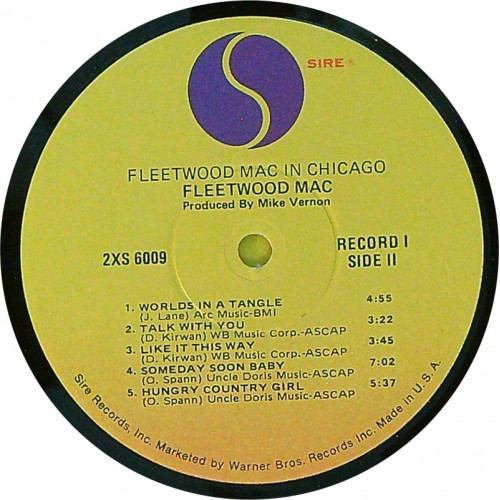 SIRE ®
FLEETWOOD MAC IN CHICAGO
FLEETWOOD MAC
Produced By Mike Vernon
2XS 6009
RECORD I
SIDE II
1. WORLDS IN A TANGLE 4:55
(J. Lane) Arc Music-BMI
2. TALK WITH YOU 3:22
(D. Kirwan) WB Music Corp.-ASCAP
3. LIKE IT THIS WAY 3:45
(D. Kirwan) WB Music Corp.-ASCAP
4. SOMEDAY SOON BABY 7:02
(O. Spann) Uncle Doris Music-ASCAP
5. HUNGRY COUNTRY GIRL 5:37
(O. Spann) Uncle Doris Music-ASCAP
Sire Records, Inc. Marketed by Warner Bros. Records Inc. Made in U.S.A.